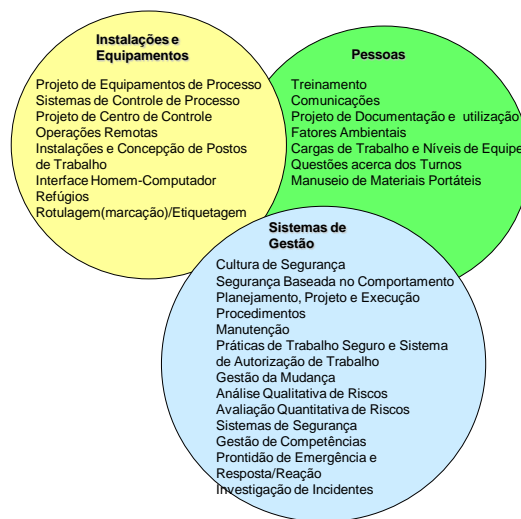 Instalações e
Equipamentos
Projeto de Equipamentos de Processo
Sistemas de Controle de Processo
Projeto de Centro de Controle
Operações Remotas
Instalações e Concepção de Postos
de Trabalho
Interface Homem-Computador
Refúgios
Rotulagem(marcação)/Etiquetagem
Pessoas
Treinamento
Comunicações
Projeto de Documentação e utilização
Fatores Ambientais
Cargas de Trabalho e Níveis de Equipe
Questões acerca dos Turnos
Manuseio de Materiais Portáteis
Sistemas de
Gestão
Cultura de Segurança
Segurança Baseada no Comportamento
Planejamento, Projeto e Execução
Procedimentos
Manutenção
Práticas de Trabalho Seguro e Sistema
de Autorização de Trabalho
Gestão da Mudança
Análise Qualitativa de Riscos
Avaliação Quantitativa de Riscos
Sistemas de Segurança
Gestão de Competências
Prontidão de Emergência e
Resposta/Reação
Investigação de Incidentes